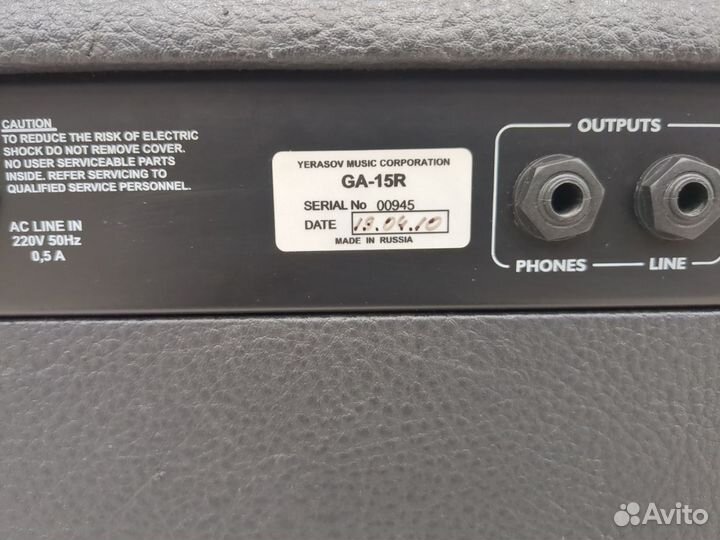 CAUTION
TO REDUCE THE RISK OF ELECTRIC
SHOCK DO NOT REMOVE COVER.
NO USER SERVICEABLE PARTS
INSIDE. REFER SERVICING TO
QUALIFIED SERVICE PERSONNEL.
AC LINE IN
220V 50Hz
0,5 A
YERASOV MUSIC CORPORATION
GA-15R
SERIAL No 00945
DATE 13.04.10
MADE IN RUSSIA
OUTPUTS
PHONES LINE
Avito